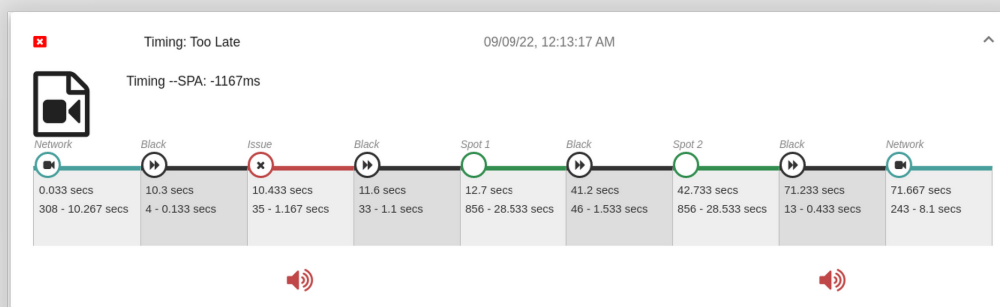 Timing: Too Late 09/09/22, 12:13:17 AM
Timing --SPA: -1167ms
Network Black Issue Black Spot 1 Black Spot 2 Black Network
0.033 secs 10.3 secs 10.433 secs 11.6 secs 12.7 secs 41.2 secs 42.733 secs 71.233 secs 71.667 secs
308 - 10.267 secs 4 - 0.133 secs 35 - 1.167 secs 33 - 1.1 secs 856 - 28.533 secs 46 - 1.533 secs 856 - 28.533 secs 13 - 0.433 secs 243 - 8.1 secs